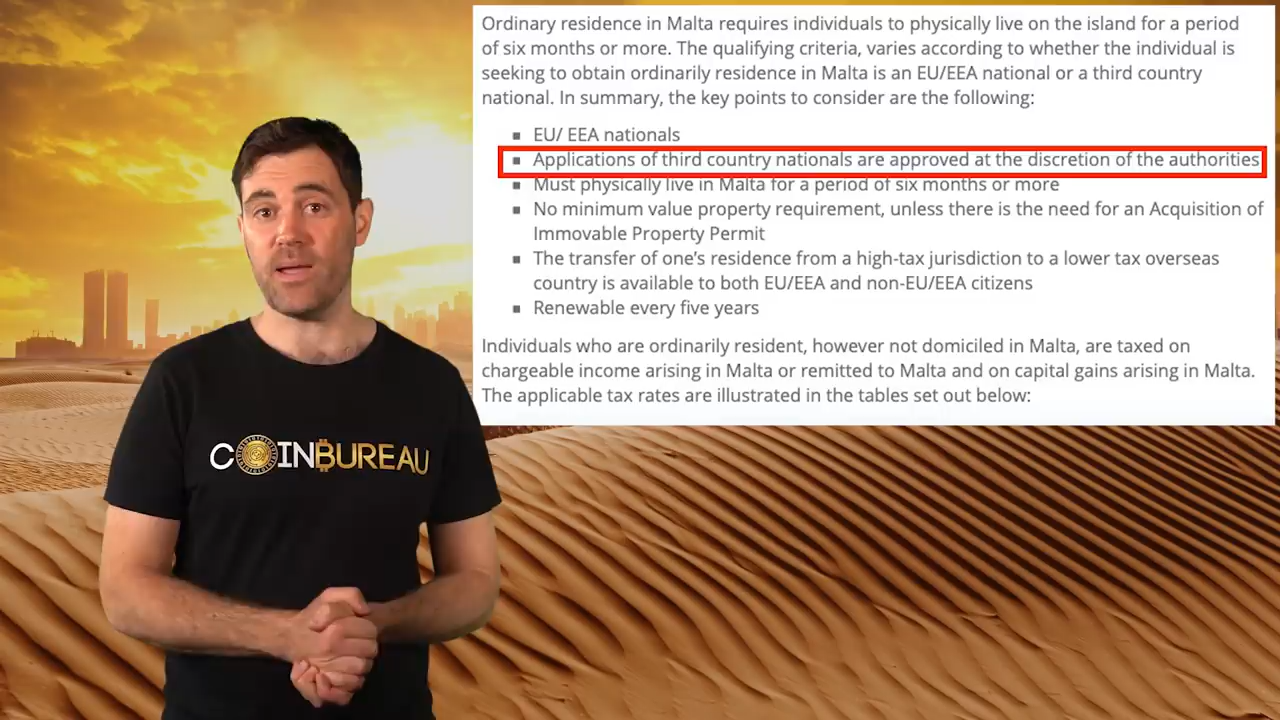 Ordinary residence in Malta requires individuals to physically live on the island for a period
of six months or more. The qualifying criteria, varies according to whether the individual is
seeking to obtain ordinarily residence in Malta is an EU/EEA national or a third country
national. In summary, the key points to consider are the following:
EU/ EEA nationals
Applications of third country nationals are approved at the discretion of the authorities
Must physically live in Malta for a period of six months or more
No minimum value property requirement, unless there is the need for an Acquisition of
Immovable Property Permit
The transfer of one's residence from a high-tax jurisdiction to a lower tax overseas
country is available to both EU/EEA and non-EU/EEA citizens
Renewable every five years
Individuals who are ordinarily resident, however not domiciled in Malta, are taxed on
chargeable income arising in Malta or remitted to Malta and on capital gains arising in Malta.
The applicable tax rates are illustrated in the tables set out below:
COINBUREAU